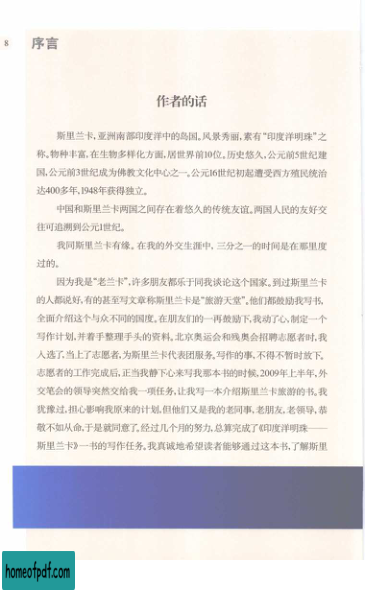 8
序言
作者的话
斯里兰卡,亚洲南部印度洋中的岛国。风景秀丽,素有“印度洋明珠”之
称。物种丰富,在生物多样化方面,居世界前10位。历史悠久,公元前5世纪建
国,公元前3世纪成为佛教文化中心之一。公元16世纪初起遭受西方殖民统治
达400多年,1948年获得独立。
中国和斯里兰卡两国之间存在着悠久的传统友谊。两国人民的友好交
往可追溯到公元1世纪。
我同斯里兰卡有缘。在我的外交生涯中,三分之一的时间是在那里度
过的。
因为我是“老兰卡”,许多朋友都乐于同我谈论这个国家。到过斯里兰卡
的人都说好,有的甚至写文章称斯里兰卡是“旅游天堂”。他们都鼓励我写书,
全面介绍这个与众不同的国度。在朋友们的一再鼓励下,我动了心,制定一个
写作计划,并着手整理手头的资料。北京奥运会和残奥会招聘志愿者时,我
入选了,当上了志愿者,为斯里兰卡代表团服务,写作的事,不得不暂时放下。
志愿者的工作完成后,正当我静下心来写我那本书的时候,2009年上半年,外
交笔会的领导突然交给我一项任务,让我写一本介绍斯里兰卡旅游的书。我
犹豫过,担心影响我原来的计划,但他们又是我的老同事,老朋友,老领导,恭
敬不如从命,于是就同意了。经过几个月的努力,总算完成了《印度洋明珠——
斯里兰卡》一书的写作任务。我真诚地希望读者能够通过这本书,了解斯里
homeofpdf.com